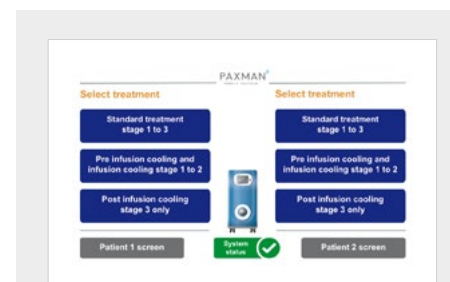 PAXMAN
Select treatment
Standard treatment
stage 1 to 3
Pre infusion cooling and
infusion cooling stage 1 to 2
Post infusion cooling
stage 3 only
Patient 1 screen
System
status
Select treatment
Standard treatment
stage 1 to 3
Pre infusion cooling and
infusion cooling stage 1 to 2
Post infusion cooling
stage 3 only
Patient 2 screen